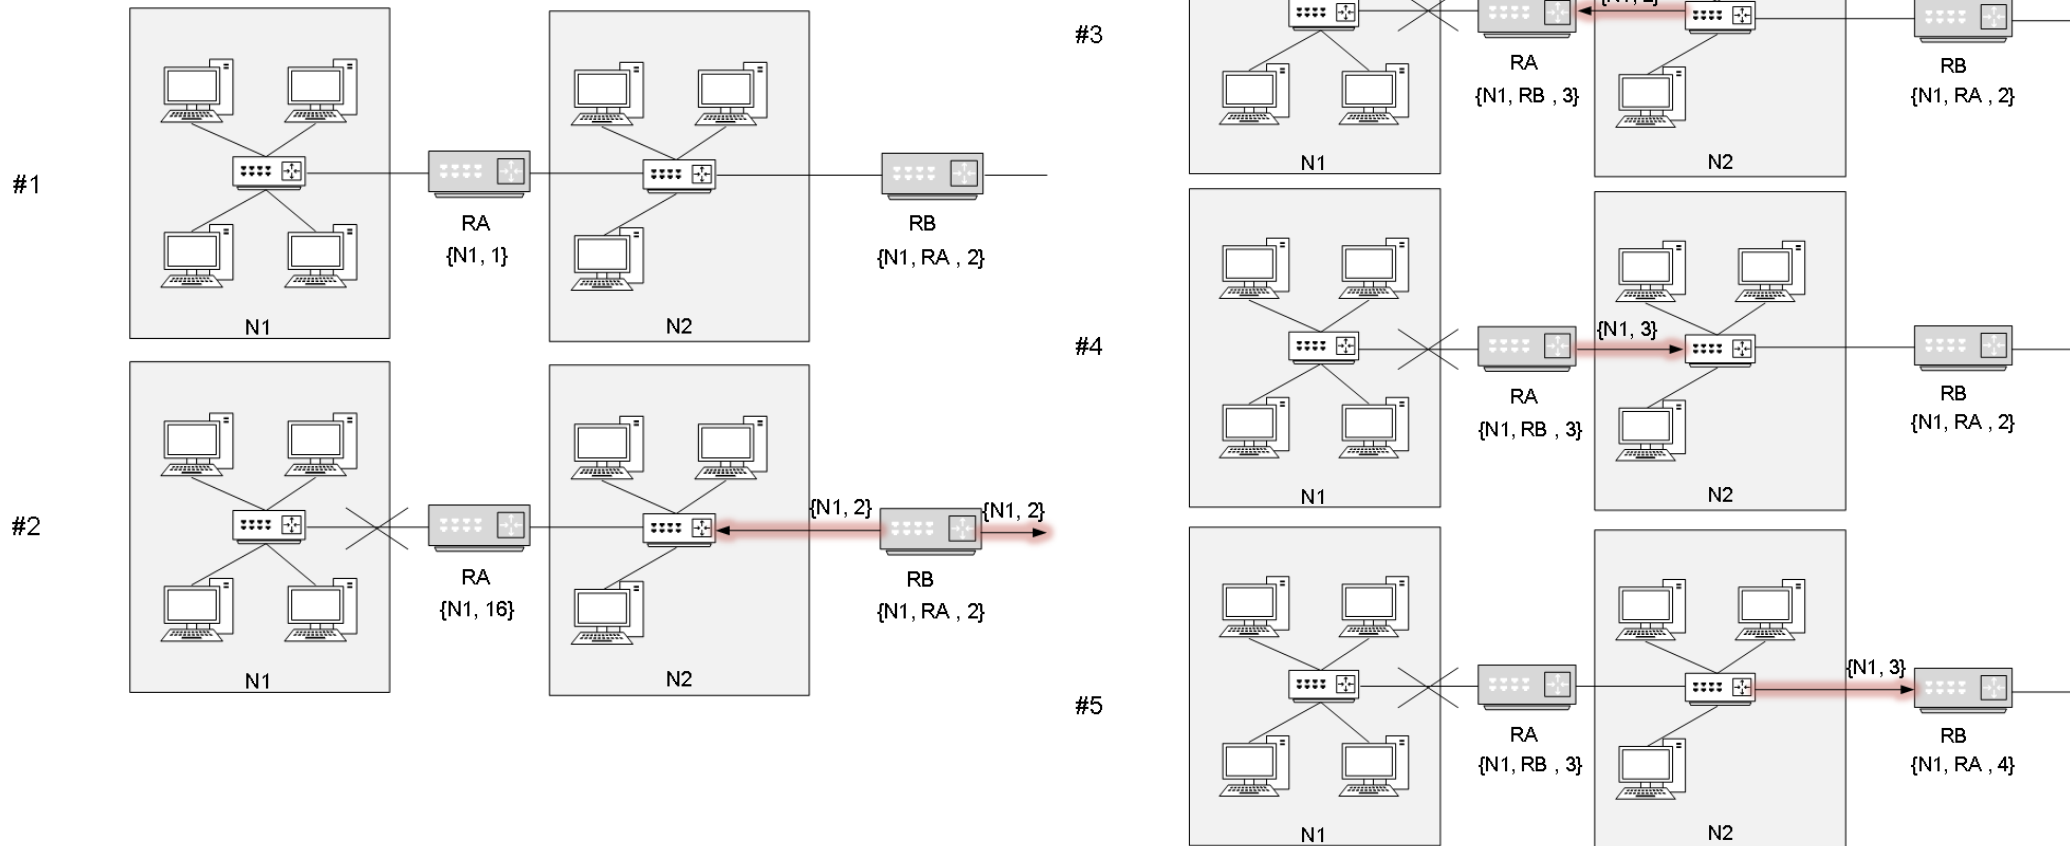 #1
RA
{N1, 1}
RB
{N1, RA , 2}
N1
N2
#2
{N1, 2}
{N1, 2}
RA
{N1, 16}
RB
{N1, RA , 2}
N1
N2
#3
{N1, 2}
RA
{N1, RB , 3}
RB
{N1, RA , 2}
N1
N2
#4
{N1, 3}
RA
{N1, RB , 3}
RB
{N1, RA , 2}
N1
N2
#5
{N1, 3}
RA
{N1, RB , 3}
RB
{N1, RA , 4}
N1
N2